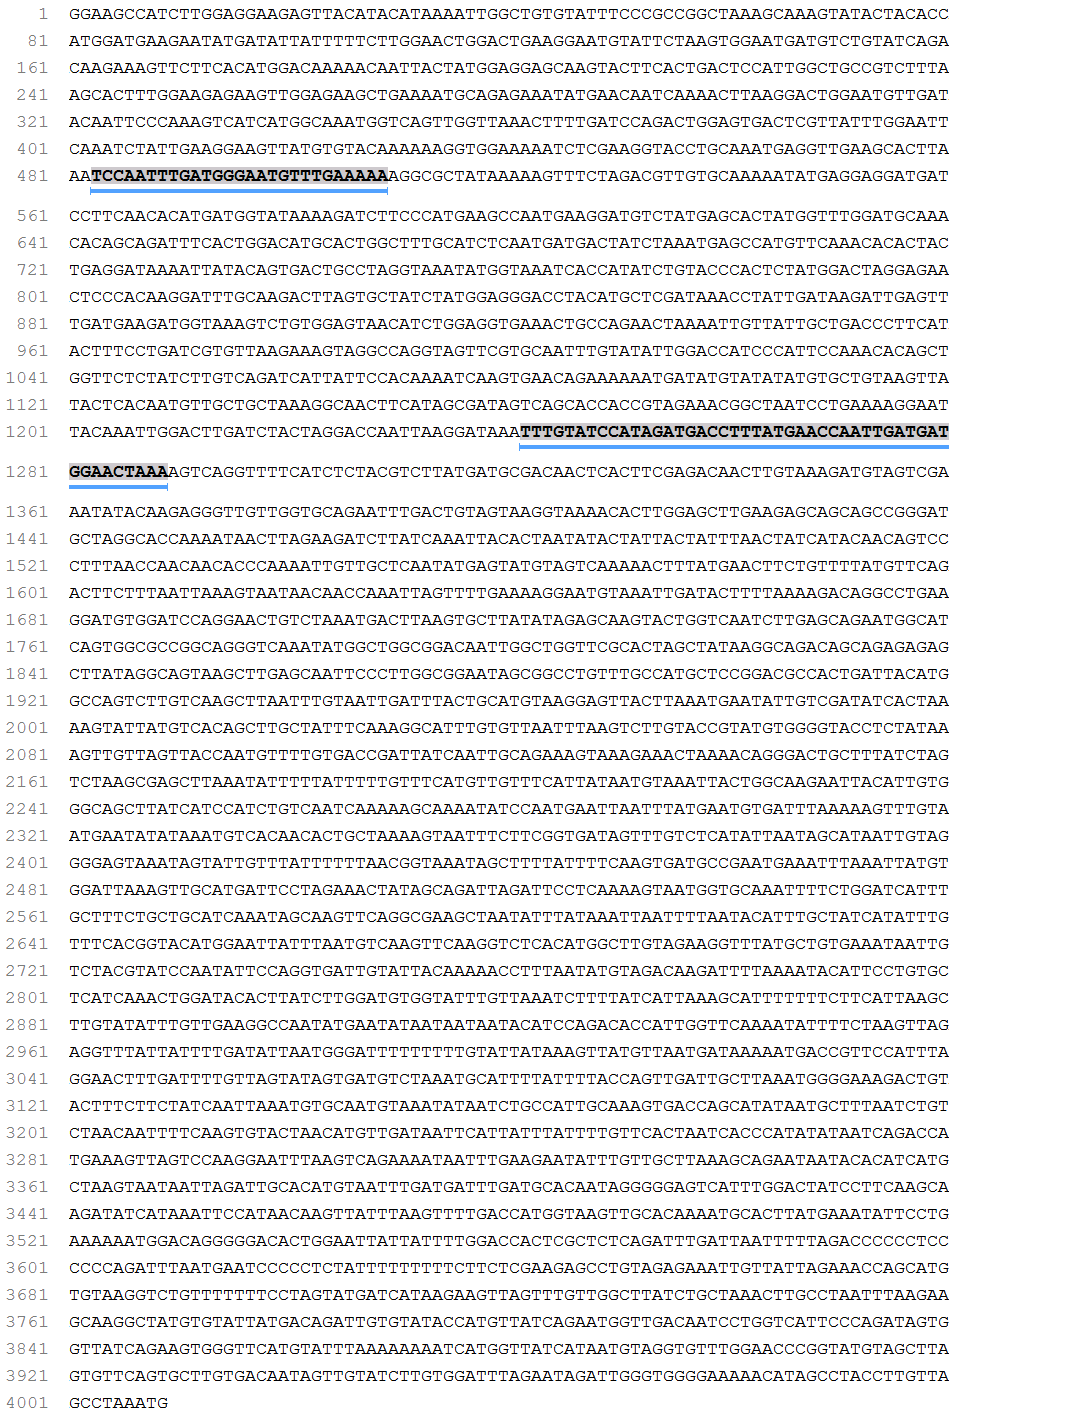 1 GGAAGCCATCTTGGAGGAAGAGTTACATACATAAAATTGGCTGTGTATTTCCCGCCGGCTAAAGCAAAGTATACTACACC
81 ATGGATGAAGAATATGATATTATTTTTCTTGGAACTGGACTGAAGGAATGTATTCTAAGTGGAATGATGTCTGTATCAGA
161 CAAGAAAGTTCTTCACATGGACAAAAACAATTACTATGGAGGAGCAAGTACTTCACTGACTCCATTGGCTGCCGTCTTTA
241 AGCACTTTGGAAGAGAAGTTGGAGAAGCTGAAAATGCAGAGAAATATGAACAATCAAAACTTAAGGACTGGAATGTTGAT
321 ACAATTCCCAAAGTCATCATGGCAAATGGTCAGTTGGTTAAACTTTTGATCCAGACTGGAGTGACTCGTTATTTGGAATT
401 CAAATCTATTGAAGGAAGTTATGTGTACAAAAAAGGTGGAAAAATCTCGAAGGTACCTGCAAATGAGGTTGAAGCACTTA
481 AATCCAATTTGATGGGAATGTTTGAAAAAAGGCGCTATAAAAAGTTTCTAGACGTTGTGCAAAAATATGAGGAGGATGAT
561 CCTTCAACACATGATGGTATAAAAGATCTTCCCATGAAGCCAATGAAGGATGTCTATGAGCACTATGGTTTGGATGCAAA
641 CACAGCAGATTTCACTGGACATGCACTGGCTTTGCATCTCAATGATGACTATCTAAATGAGCCATGTTCAAACACACTAC
721 TGAGGATAAAATTATACAGTGACTGCCTAGGTAAATATGGTAAATCACCATATCTGTACCCACTCTATGGACTAGGAGAA
801 CTCCCACAAGGATTTGCAAGACTTAGTGCTATCTATGGAGGGACCTACATGCTCGATAAACCTATTGATAAGATTGAGTT
881 TGATGAAGATGGTAAAGTCTGTGGAGTAACATCTGGAGGTGAAACTGCCAGAACTAAAATTGTTATTGCTGACCCTTCAT
961 ACTTTCCTGATCGTGTTAAGAAAGTAGGCCAGGTAGTTCGTGCAATTTGTATATTGGACCATCCCATTCCAAACACAGCT
1041 GGTTCTCTATCTTGTCAGATCATTATTCCACAAAATCAAGTGAACAGAAAAAATGATATGTATATATGTGCTGTAAGTTA
1121 TACTCACAATGTTGCTGCTAAAGGCAACTTCATAGCGATAGTCAGCACCACCGTAGAAACGGCTAATCCTGAAAAGGAAT
1201 TACAAATTGGACTTGATCTACTAGGACCAATTAAGGATAAATTTGTATCCATAGATGACCTTTATGAACCAATTGATGAT
1281 GGAACTAAAAGTCAGGTTTTCATCTCTACGTCTTATGATGCGACAACTCACTTCGAGACAACTTGTAAAGATGTAGTCGA
1361 AATATACAAGAGGGTTGTTGGTGCAGAATTTGACTGTAGTAAGGTAAAACACTTGGAGCTTGAAGAGCAGCAGCCGGGAT
1441 GCTAGGCACCAAAATAACTTAGAAGATCTTATCAAATTACACTAATATACTATTACTATTTAACTATCATACAACAGTCC
1521 CTTTAACCAACAACACCCAAAATTGTTGCTCAATATGAGTATGTAGTCAAAAACTTTATGAACTTCTGTTTTATGTTCAG
1601 ACTTCTTTAATTAAAGTAATAACAACCAAATTAGTTTTGAAAAGGAATGTAAATTGATACTTTTAAAAGACAGGCCTGAA
1681 GGATGTGGATCCAGGAACTGTCTAAATGACTTAAGTGCTTATATAGAGCAAGTACTGGTCAATCTTGAGCAGAATGGCAT
1761 CAGTGGCGCCGGCAGGGTCAAATATGGCTGGCGGACAATTGGCTGGTTCGCACTAGCTATAAGGCAGACAGCAGAGAGAG
1841 CTTATAGGCAGTAAGCTTGAGCAATTCCCTTGGCGGAATAGCGGCCTGTTTGCCATGCTCCGGACGCCACTGATTACATG
1921 GCCAGTCTTGTCAAGCTTAATTTGTAATTGATTTACTGCATGTAAGGAGTTACTTAAATGAATATTGTCGATATCACTAA
2001 AAGTATTATGTCACAGCTTGCTATTTCAAAGGCATTTGTGTTAATTTAAGTCTTGTACCGTATGTGGGGTACCTCTATAA
2081 AGTTGTTAGTTACCAATGTTTTGTGACCGATTATCAATTGCAGAAAGTAAAGAAACTAAAACAGGGACTGCTTTATCTAG
2161 TCTAAGCGAGCTTAAATATTTTTATTTTTGTTTCATGTTGTTTCATTATAATGTAAATTACTGGCAAGAATTACATTGTG
2241 GGCAGCTTATCATCCATCTGTCAATCAAAAAGCAAAATATCCAATGAATTAATTTATGAATGTGATTTAAAAAGTTTGTA
2321 ATGAATATATAAATGTCACAACACTGCTAAAAGTAATTTCTTCGGTGATAGTTTGTCTCATATTAATAGCATAATTGTAG
2401 GGGAGTAAATAGTATTGTTTATTTTTTAACGGTAAATAGCTTTTATTTTCAAGTGATGCCGAATGAAATTTAAATTATGT
2481 GGATTAAAGTTGCATGATTCCTAGAAACTATAGCAGATTAGATTCCTCAAAAGTAATGGTGCAAATTTTCTGGATCATTT
2561 GCTTTCTGCTGCATCAAATAGCAAGTTCAGGCGAAGCTAATATTTATAAATTAATTTTAATACATTTGCTATCATATTTG
2641 TTTCACGGTACATGGAATTATTTAATGTCAAGTTCAAGGTCTCACATGGCTTGTAGAAGGTTTATGCTGTGAAATAATTG
2721 TCTACGTATCCAATATTCCAGGTGATTGTATTACAAAAACCTTTAATATGTAGACAAGATTTTAAAATACATTCCTGTGC
2801 TCATCAAACTGGATACACTTATCTTGGATGTGGTATTTGTTAAATCTTTTATCATTAAAGCATTTTTTTCTTCATTAAGC
2881 TTGTATATTTGTTGAAGGCCAATATGAATATAATAATAATACATCCAGACACCATTGGTTCAAAATATTTTCTAAGTTAG
2961 AGGTTTATTATTTTGATATTAATGGGATTTTTTTTTGTATTATAAAGTTATGTTAATGATAAAAATGACCGTTCCATTTA
3041 GGAACTTTGATTTTGTTAGTATAGTGATGTCTAAATGCATTTTATTTTACCAGTTGATTGCTTAAATGGGGAAAGACTGT
3121 ACTTTCTTCTATCAATTAAATGTGCAATGTAAATATAATCTGCCATTGCAAAGTGACCAGCATATAATGCTTTAATCTGT
3201 CTAACAATTTTCAAGTGTACTAACATGTTGATAATTCATTATTTATTTTGTTCACTAATCACCCATATATAATCAGACCA
3281 TGAAAGTTAGTCCAAGGAATTTAAGTCAGAAAATAATTTGAAGAATATTTGTTGCTTAAAGCAGAATAATACACATCATG
3361 CTAAGTAATAATTAGATTGCACATGTAATTTGATGATTTGATGCACAATAGGGGGAGTCATTTGGACTATCCTTCAAGCA
3441 AGATATCATAAATTCCATAACAAGTTATTTAAGTTTTGACCATGGTAAGTTGCACAAAATGCACTTATGAAATATTCCTG
3521 AAAAAATGGACAGGGGGACACTGGAATTATTATTTTGGACCACTCGCTCTCAGATTTGATTAATTTTTAGACCCCCCTCC
3601 CCCCAGATTTAATGAATCCCCCTCTATTTTTTTTTCTTCTCGAAGAGCCTGTAGAGAAATTGTTATTAGAAACCAGCATG
3681 TGTAAGGTCTGTTTTTTTCCTAGTATGATCATAAGAAGTTAGTTTGTTGGCTTATCTGCTAAACTTGCCTAATTTAAGAA
3761 GCAAGGCTATGTGTATTATGACAGATTGTGTATACCATGTTATCAGAATGGTTGACAATCCTGGTCATTCCCAGATAGTG
3841 GTTATCAGAAGTGGGTTCATGTATTTAAAAAAAATCATGGTTATCATAATGTAGGTGTTTGGAACCCGGTATGTAGCTTA
3921 GTGTTCAGTGCTTGTGACAATAGTTGTATCTTGTGGATTTAGAATAGATTGGGTGGGGAAAAACATAGCCTACCTTGTTA
4001 GCCTAAATG